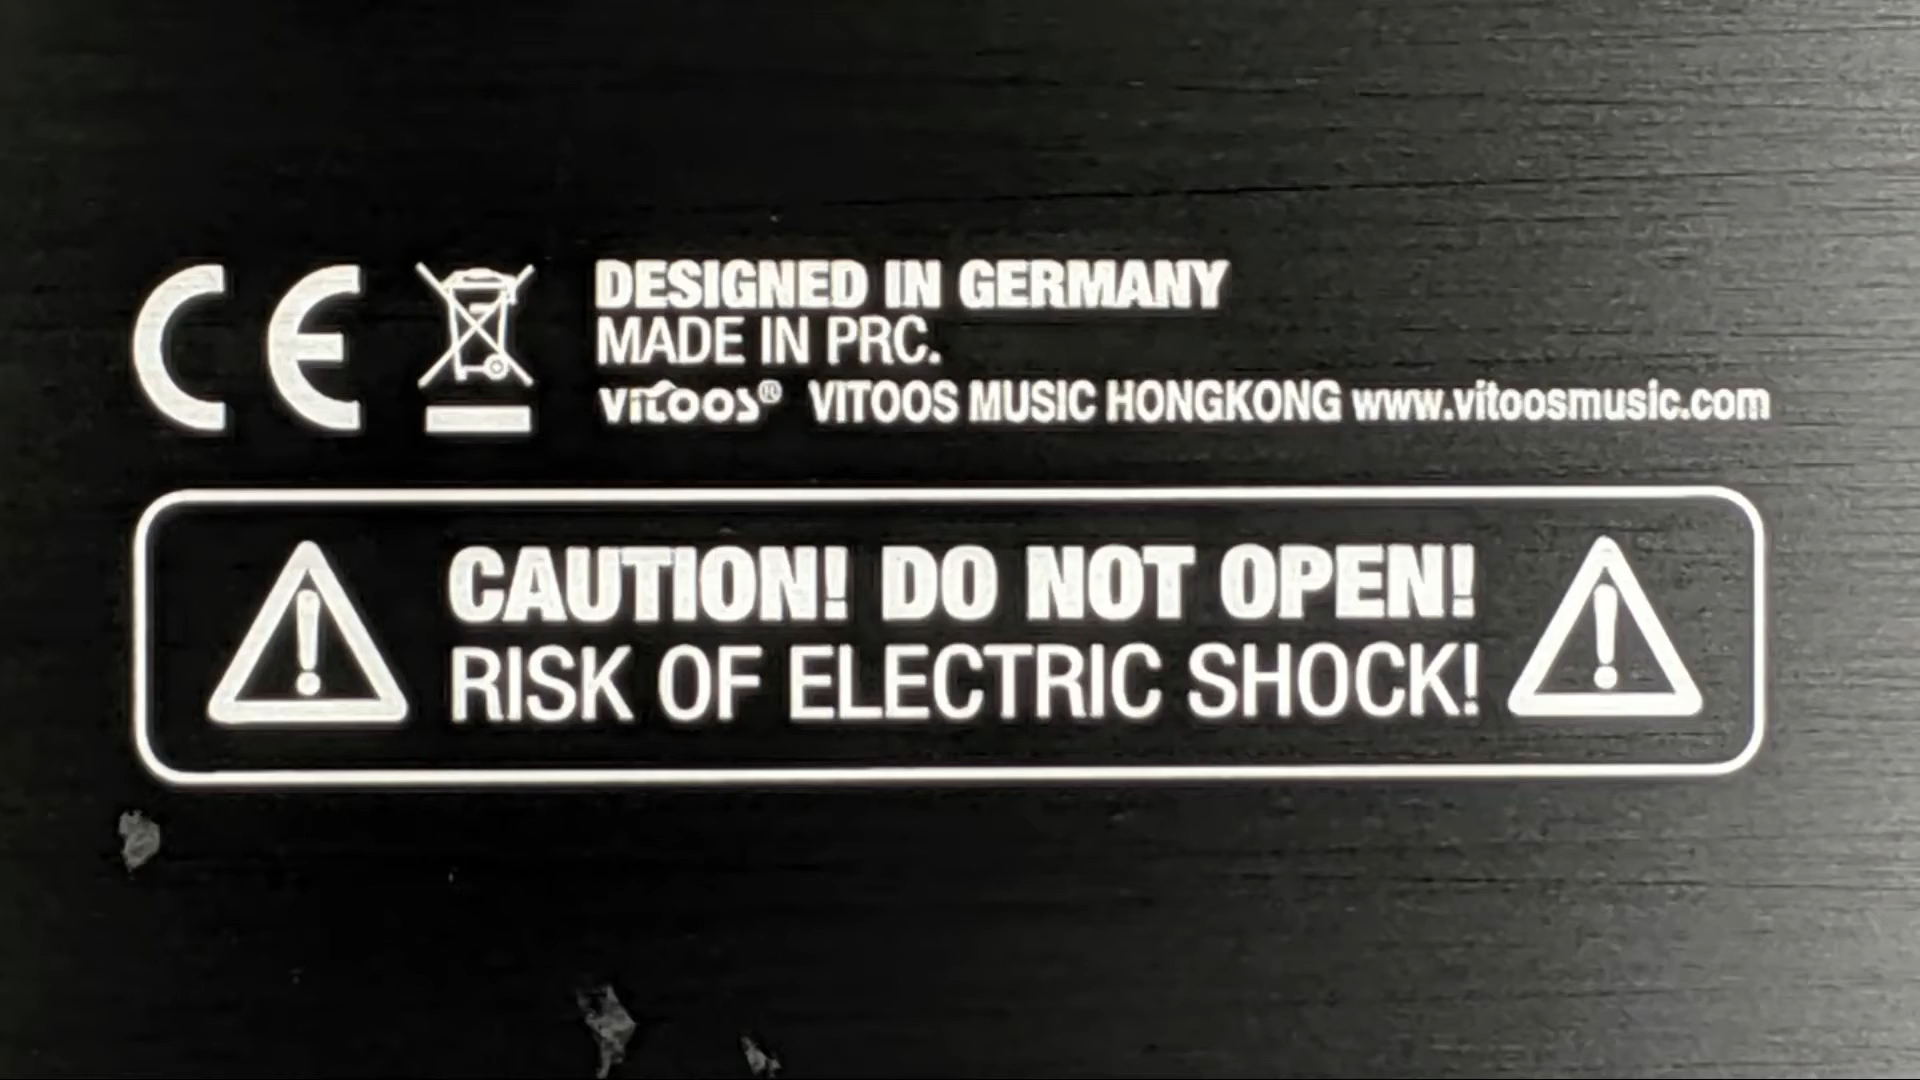 CE DESIGNED IN GERMANY
MADE IN PRC.
vitoos® VITOOS MUSIC HONGKONG www.vitoosmusic.com
CAUTION! DO NOT OPEN!
RISK OF ELECTRIC SHOCK!